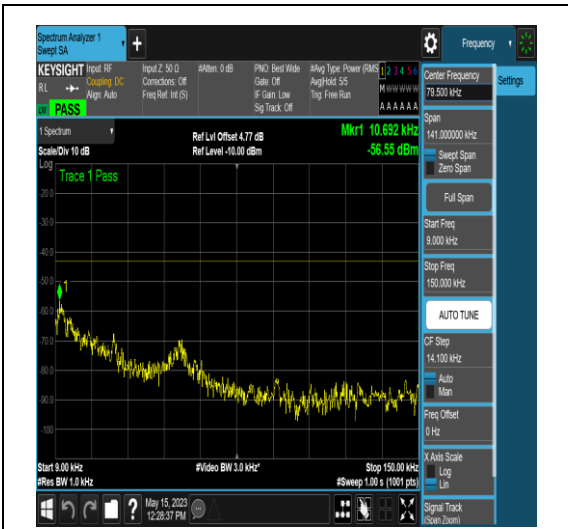 Spectrum Analyzer 1
Swept SA
Frequency
KEYSIGHT
RL
PASS
Input: RF
Coupling: DC
Align: Auto
Input Z: 50 Ω
Corrections: Off
Freq Ref: Int (S)
#Atten: 0 dB
PNO: Best Wide
Gate: Off
IF Gain: Low
Sig Track: Off
#Avg Type: Power (RMS
Avg|Hold: 5/5
Trig: Free Run
1 2 3 4 5 6
M W W W W W
A A A A A A
1 Spectrum
Scale/Div 10 dB
Ref Lvl Offset 4.77 dB
Ref Level -10.00 dBm
Mkr1 10.692 kHz
-56.55 dBm
Log
Trace 1 Pass
-20.0
-30.0
-40.0
-50.0
-60.0
-70.0
-80.0
-90.0
-100
1
Start 9.00 kHz
#Res BW 1.0 kHz
#Video BW 3.0 kHz*
Stop 150.00 kHz
#Sweep 1.00 s (1001 pts)
May 15, 2023
12:28:37 PM
Center Frequency
79.500 kHz
Settings
Span
141.000000 kHz
Swept Span
Zero Span
Full Span
Start Freq
9.000 kHz
Stop Freq
150.000 kHz
AUTO TUNE
CF Step
14.100 kHz
Auto
Man
Freq Offset
0 Hz
X Axis Scale
Log
Lin
Signal Track
(Span Zoom)